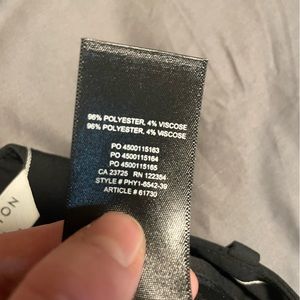 96% POLYESTER, 4% VISCOSE
96% POLYESTER, 4% VISCOSE
PO 4500115163
PO 4500115164
PO 4500115165
CA 23725 RN 122354
STYLE # PHY1-6542-39
ARTICLE # 61730